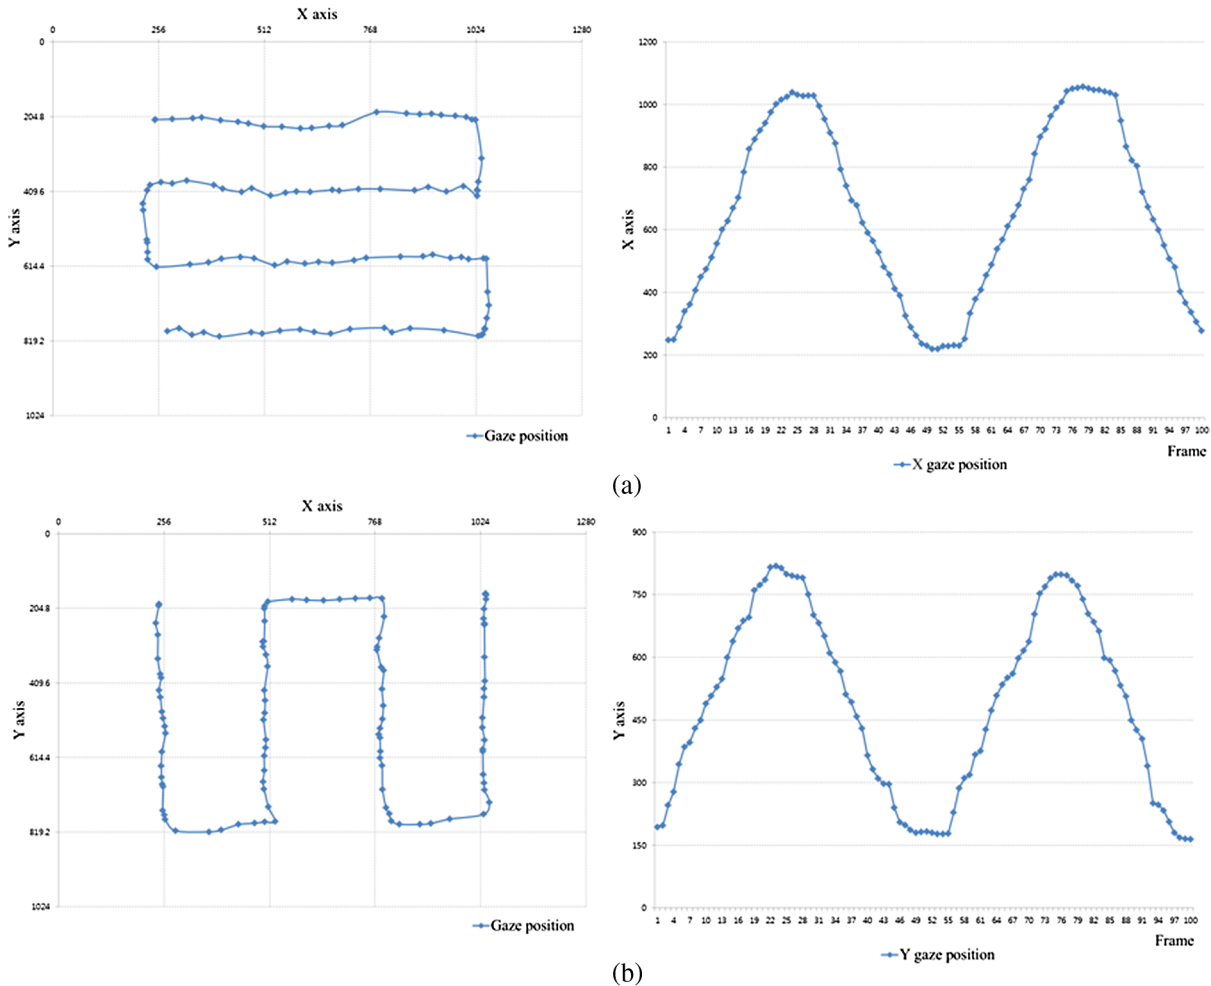 X axis
0 256 512 768 1024 1280
0
204.8
409.6
614.4
819.2
1024
Y axis
Gaze position
1200
1000
800
600
400
200
0
X axis
1 4 7 10 13 16 19 22 25 28 31 34 37 40 43 46 49 52 55 58 61 64 67 70 73 76 79 82 85 88 91 94 97 100
Frame
X gaze position
(a)
X axis
0 256 512 768 1024 1280
0
204.8
409.6
614.4
819.2
1024
Y axis
Gaze position
900
750
600
450
300
150
0
Y axis
1 4 7 10 13 16 19 22 25 28 31 34 37 40 43 46 49 52 55 58 61 64 67 70 73 76 79 82 85 88 91 94 97 100
Frame
Y gaze position
(b)